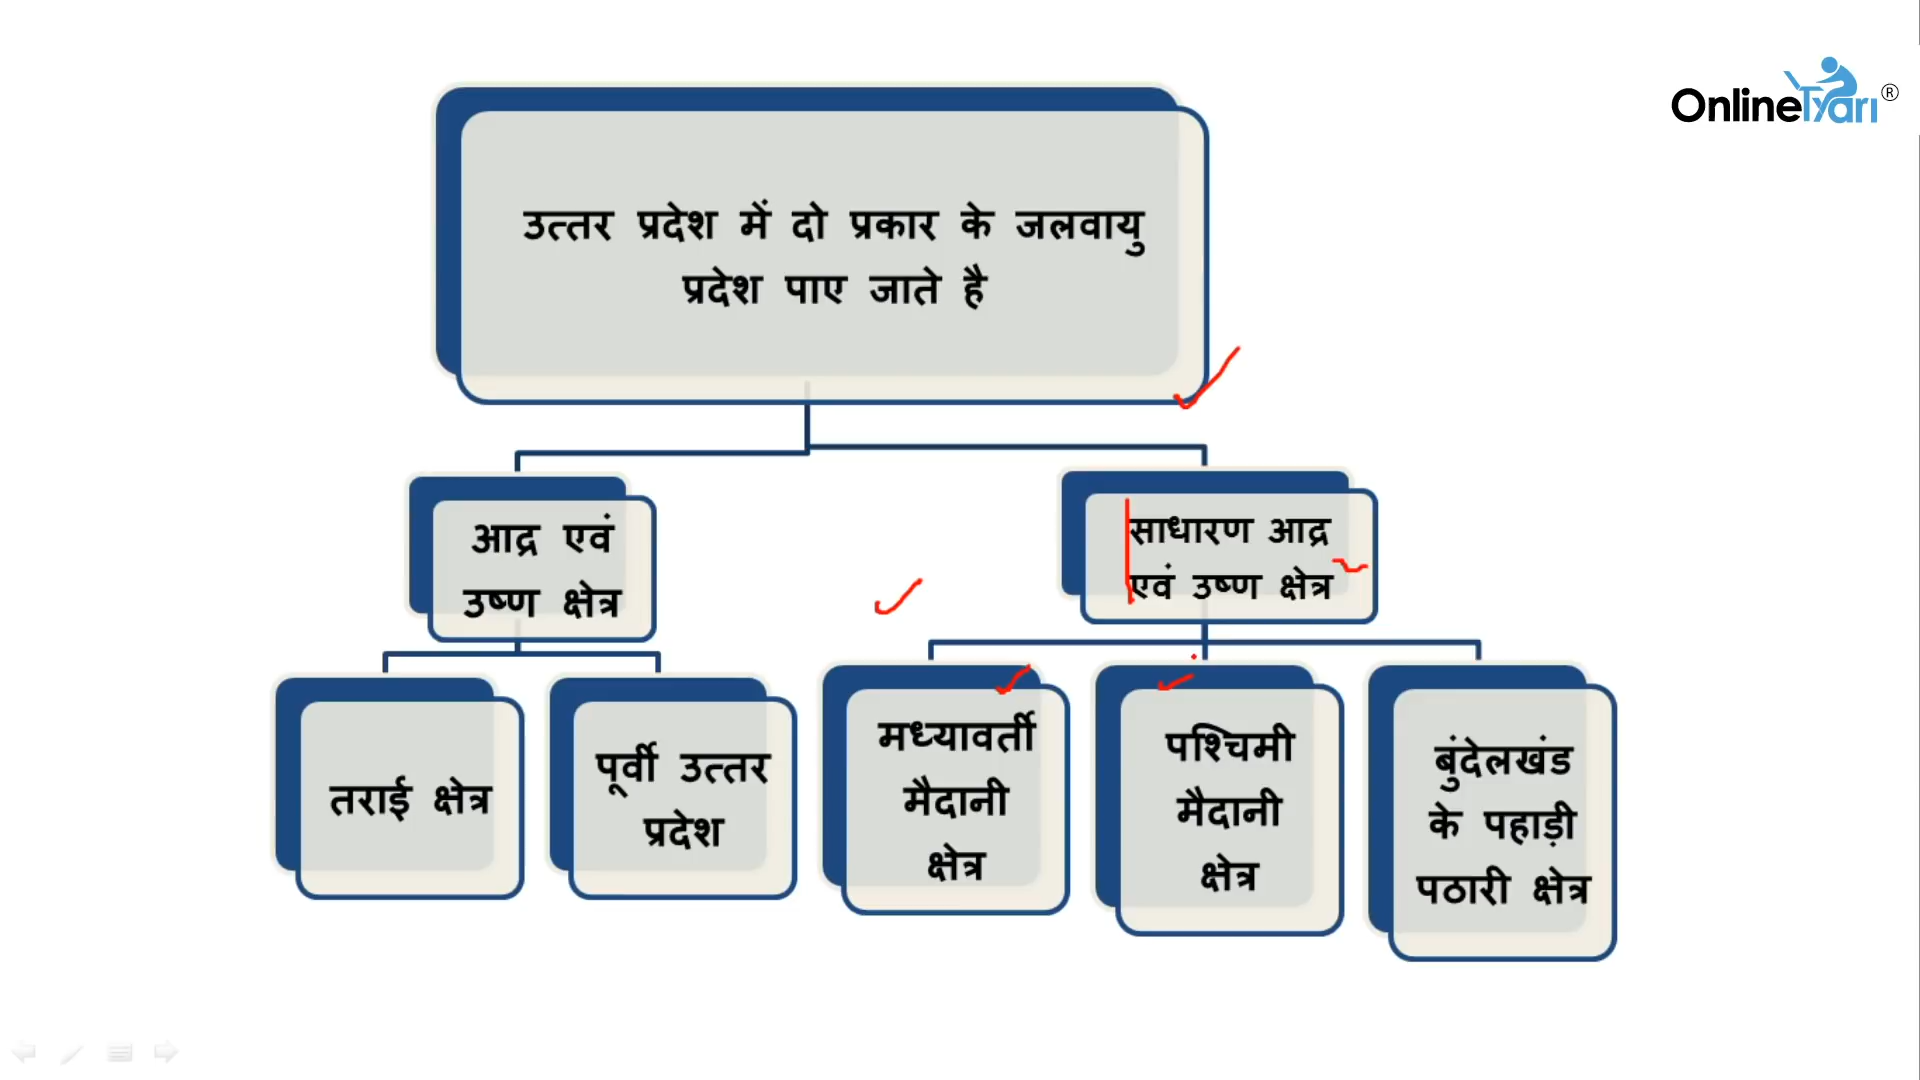 OnlineTyari®
उत्तर प्रदेश में दो प्रकार के जलवायु
प्रदेश पाए जाते है
आद्र एवं
उष्ण क्षेत्र
साधारण आद्र
एवं उष्ण क्षेत्र
तराई क्षेत्र
पूर्वी उत्तर
प्रदेश
मध्यावर्ती
मैदानी
क्षेत्र
पश्चिमी
मैदानी
क्षेत्र
बुंदेलखंड
के पहाड़ी
पठारी क्षेत्र